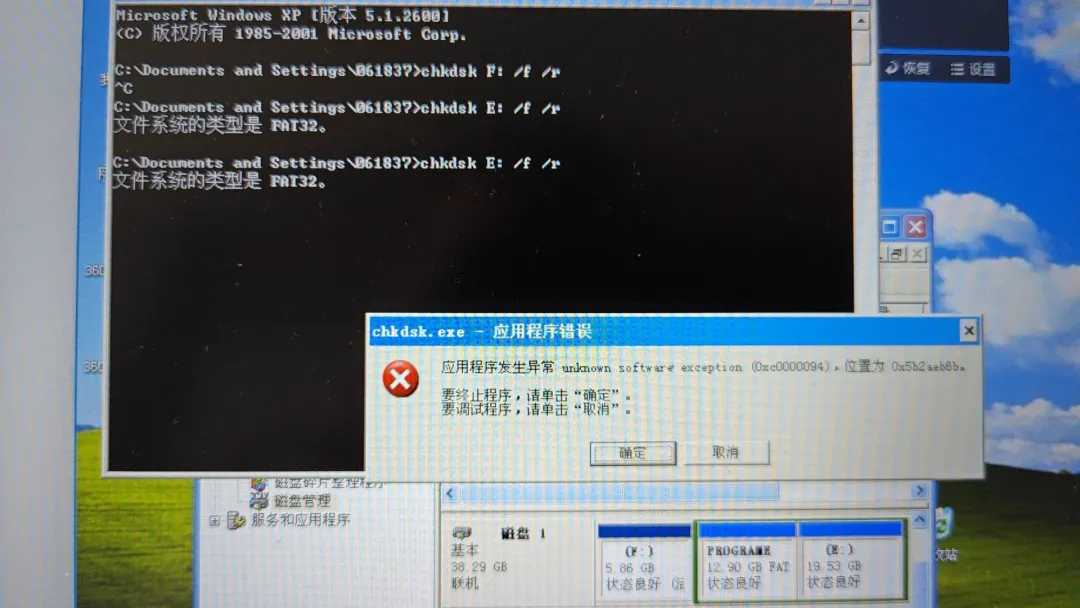 Microsoft Windows XP [版本 5.1.2600]
(C) 版权所有 1985-2001 Microsoft Corp.
C:\Documents and Settings\061837>chkdsk F: /f /r
^C
C:\Documents and Settings\061837>chkdsk E: /f /r
文件系统的类型是 FAT32。
C:\Documents and Settings\061837>chkdsk E: /f /r
文件系统的类型是 FAT32。
恢复 设置
360
360
chkdsk.exe - 应用程序错误
应用程序发生异常 unknown software exception (0xc0000094)，位置为 0x5b2aeb6b。
要终止程序，请单击“确定”。
要调试程序，请单击“取消”。
确定 取消
磁盘碎片整理程序
磁盘管理
服务和应用程序
磁盘 1
基本
38.29 GB
联机
(F:)
5.86 GB
状态良好
PROGRAME
12.90 GB FAT
状态良好
(E:)
19.53 GB
状态良好
收站